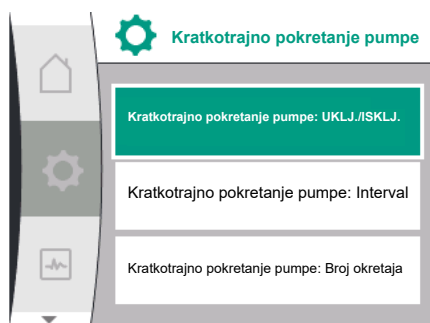 Kratkotrajno pokretanje pumpe
Kratkotrajno pokretanje pumpe: UKLJ./ISKLJ.
Kratkotrajno pokretanje pumpe: Interval
Kratkotrajno pokretanje pumpe: Broj okretaja